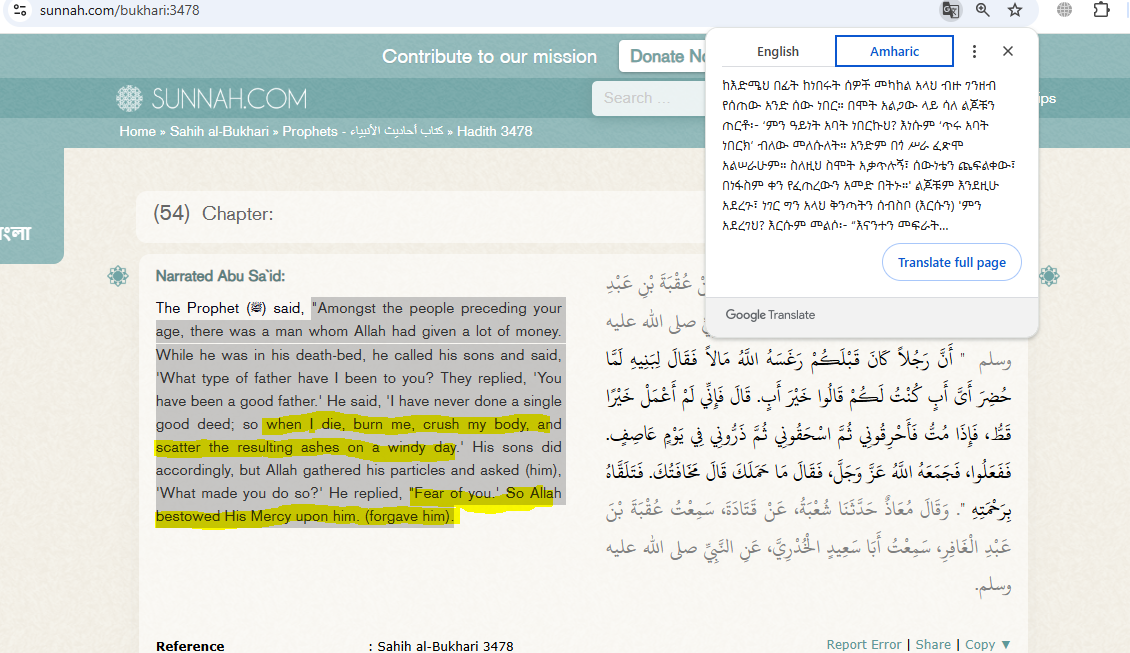 sunnah.com/bukhari:3478
Contribute to our mission
Donate No
SUNNAH.COM
Search ...
ips
Home » Sahih al-Bukhari » Prophets - كتاب أحاديث الأنبياء » Hadith 3478
English
Amharic
ከእድሜህ በፊት ከነበሩት ሰዎች መካከል አላህ ብዙ ገንዘብ
የሰጠው አንድ ሰው ነበር። በሞት አልጋው ላይ ሳለ ልጆቹን
ጠርቶ፡- ‘ምን ዓይነት አባት ነበርኩህ? እነሱም ‘ጥሩ አባት
ነበርክ’ ብለው መለሱለት። አንድም በጎ ሥራ ፈጽሞ
አልሠራሁም። ስለዚህ ስሞት አቃጥሉኝ፣ ሰውነቴን ጨፍልቀው፣
በነፋስም ቀን የፈጠረውን አመድ በትኑ።' ልጆቹም እንደዚሁ
አደረጉ፣ ነገር ግን አላህ ቅንጣትን ሰብስቦ (እርሱን) 'ምን
አደረገህ? እርሱም መልሶ፡- “እናንተን መፍራት...
Translate full page
Google Translate
বাংলা
(54) Chapter:
Narrated Abu Sa`id:
The Prophet (ﷺ) said, "Amongst the people preceding your
age, there was a man whom Allah had given a lot of money.
While he was in his death-bed, he called his sons and said,
'What type of father have I been to you? They replied, 'You
have been a good father.' He said, 'I have never done a single
good deed; so when I die, burn me, crush my body, and
scatter the resulting ashes on a windy day.' His sons did
accordingly, but Allah gathered his particles and asked (him),
'What made you do so?' He replied, "Fear of you.' So Allah
bestowed His Mercy upon him. (forgave him).
عُقْبَةَ بْنِ عَبْدِ
صلى الله عليه
وسلم ‏"‏ أَنَّ رَجُلاً كَانَ قَبْلَكُمْ رَغَسَهُ اللَّهُ مَالاً فَقَالَ لِبَنِيهِ لَمَّا
حُضِرَ أَىَّ أَبٍ كُنْتُ لَكُمْ قَالُوا خَيْرَ أَبٍ‏.‏ قَالَ فَإِنِّي لَمْ أَعْمَلْ خَيْرًا
قَطُّ، فَإِذَا مُتُّ فَأَحْرِقُونِي ثُمَّ اسْحَقُونِي ثُمَّ ذَرُّونِي فِي يَوْمٍ عَاصِفٍ‏.‏
فَفَعَلُوا، فَجَمَعَهُ اللَّهُ عَزَّ وَجَلَّ، فَقَالَ مَا حَمَلَكَ قَالَ مَخَافَتُكَ‏.‏ فَتَلَقَّاهُ
بِرَحْمَتِهِ ‏"‏‏.‏ وَقَالَ مُعَاذٌ حَدَّثَنَا شُعْبَةُ، عَنْ قَتَادَةَ، سَمِعْتُ عُقْبَةَ بْنَ
عَبْدِ الْغَافِرِ، سَمِعْتُ أَبَا سَعِيدٍ الْخُدْرِيَّ، عَنِ النَّبِيِّ صلى الله عليه
وسلم‏.‏
Reference : Sahih al-Bukhari 3478
Report Error | Share | Copy ▼